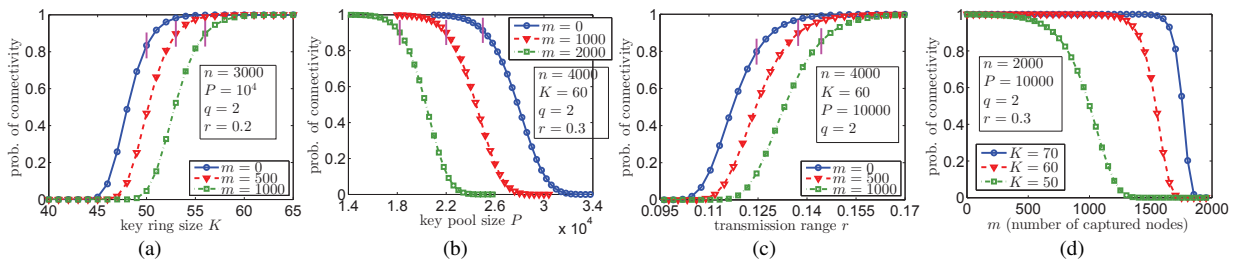 prob. of connectivity
1
0.8
0.6
0.4
0.2
0
n = 3000
P = 10⁴
q = 2
r = 0.2
m = 0
m = 500
m = 1000
40 45 50 55 60 65
key ring size K
(a)
prob. of connectivity
1
0.8
0.6
0.4
0.2
0
m = 0
m = 1000
m = 2000
n = 4000
K = 60
q = 2
r = 0.3
1.4 1.8 2.2 2.6 3 3.4
key pool size P
x 10⁴
(b)
prob. of connectivity
1
0.8
0.6
0.4
0.2
0
n = 4000
K = 60
P = 10000
q = 2
m = 0
m = 500
m = 1000
0.095 0.11 0.125 0.14 0.155 0.17
transmission range r
(c)
prob. of connectivity
1
0.8
0.6
0.4
0.2
0
n = 2000
P = 10000
q = 2
r = 0.3
K = 70
K = 60
K = 50
0 500 1000 1500 2000
m (number of captured nodes)
(d)